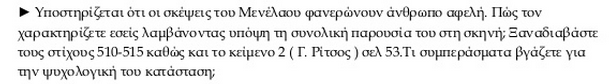 ► Υποστηρίζεται ότι οι σκέψεις του Μενέλαου φανερώνουν άνθρωπο αφελή. Πώς τον
χαρακτηρίζετε εσείς λαμβάνοντας υπόψη τη συνολική παρουσία του στη σκηνή; Ξαναδιαβάστε
τους στίχους 510-515 καθώς και το κείμενο 2 ( Γ. Ρίτσος ) σελ 53.Τι συμπεράσματα βγάζετε για
την ψυχολογική του κατάσταση;